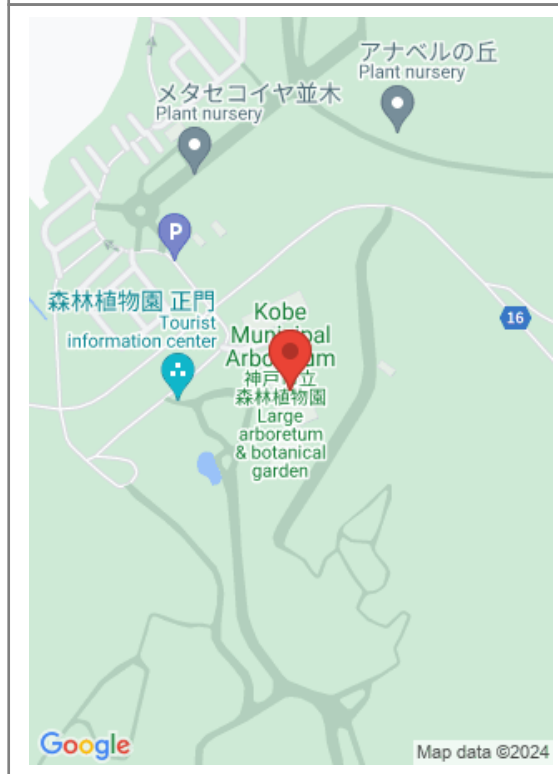 アナベルの丘
Plant nursery
メタセコイヤ並木
Plant nursery
P
森林植物園 正門
Tourist
information center
16
Kobe
Municipal
Arboretum
神戸市立
森林植物園
Large
arboretum
& botanical
garden
Google
Map data ©2024